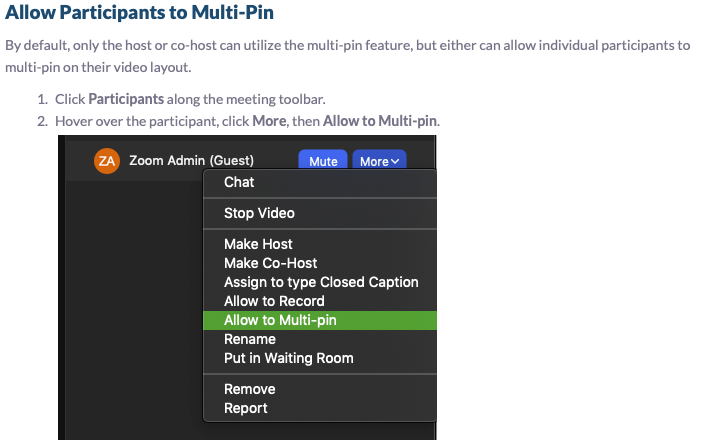 Allow Participants to Multi-Pin
By default, only the host or co-host can utilize the multi-pin feature, but either can allow individual participants to
multi-pin on their video layout.
1. Click Participants along the meeting toolbar.
2. Hover over the participant, click More, then Allow to Multi-pin.
ZA Zoom Admin (Guest) Mute More
Chat
Stop Video
Make Host
Make Co-Host
Assign to type Closed Caption
Allow to Record
Allow to Multi-pin
Rename
Put in Waiting Room
Remove
Report